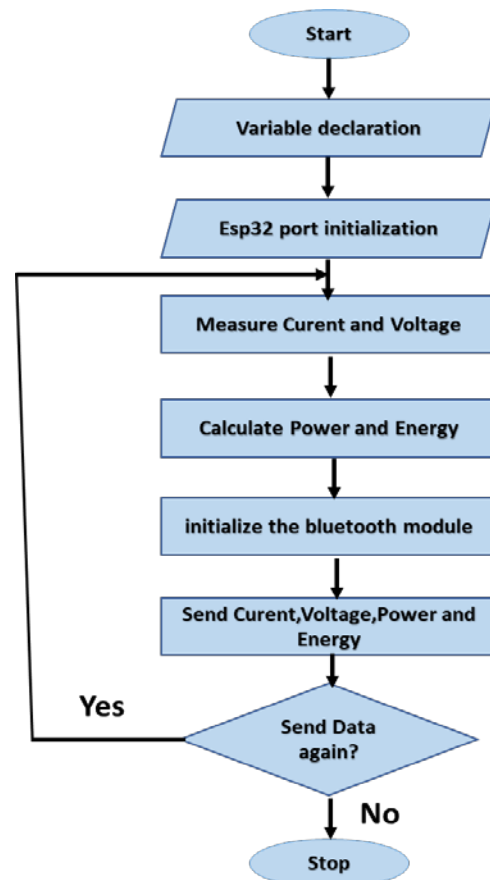 Start
Variable declaration
Esp32 port initialization
Measure Curent and Voltage
Calculate Power and Energy
initialize the bluetooth module
Send Curent,Voltage,Power and
Energy
Yes
Send Data
again?
No
Stop